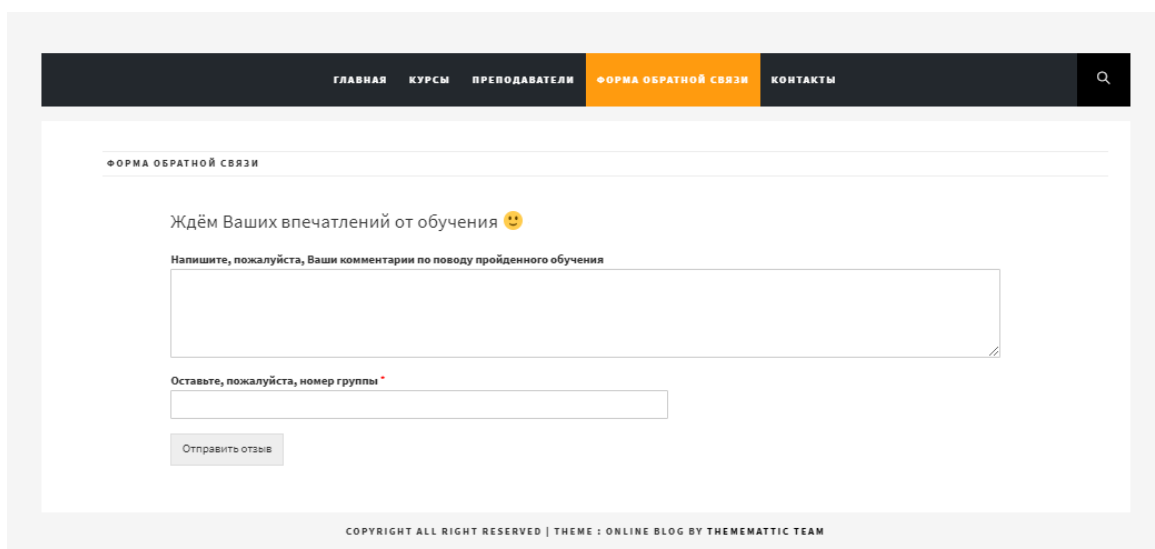 ГЛАВНАЯ КУРСЫ ПРЕПОДАВАТЕЛИ ФОРМА ОБРАТНОЙ СВЯЗИ КОНТАКТЫ
ФОРМА ОБРАТНОЙ СВЯЗИ
Ждём Ваших впечатлений от обучения 🙂
Напишите, пожалуйста, Ваши комментарии по поводу пройденного обучения
Оставьте, пожалуйста, номер группы *
Отправить отзыв
COPYRIGHT ALL RIGHT RESERVED | THEME : ONLINE BLOG BY THEMEMATTIC TEAM